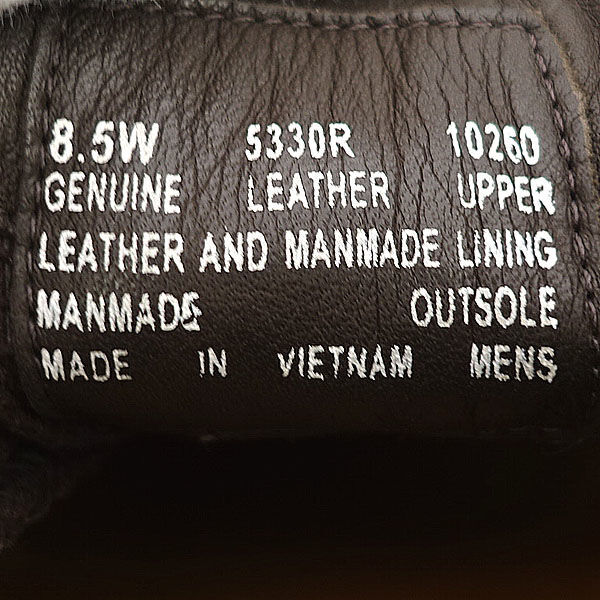 8.5W 5330R 10260
GENUINE LEATHER UPPER
LEATHER AND MANMADE LINING
MANMADE OUTSOLE
MADE IN VIETNAM MENS